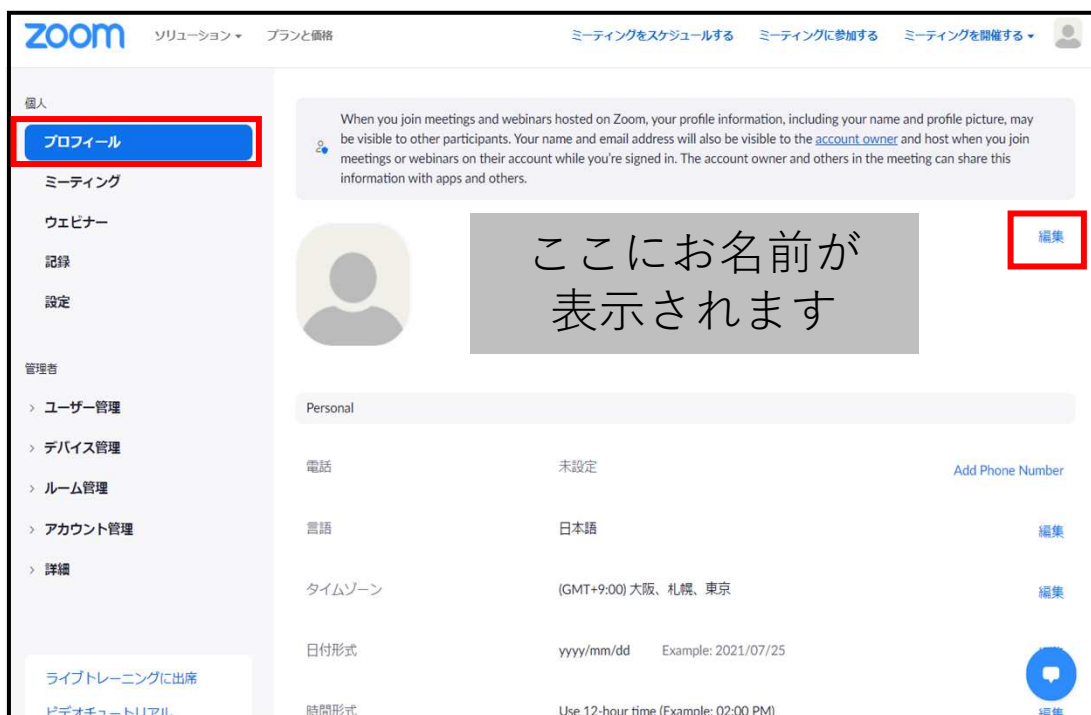 zoom ソリューション プランと価格 ミーティングをスケジュールする ミーティングに参加する ミーティングを開催する
個人
プロフィール
ミーティング
ウェビナー
記録
設定
管理者
ユーザー管理
デバイス管理
ルーム管理
アカウント管理
詳細
ライブトレーニングに出席
ビデオチュートリアル
When you join meetings and webinars hosted on Zoom, your profile information, including your name and profile picture, may
be visible to other participants. Your name and email address will also be visible to the account owner and host when you join
meetings or webinars on their account while you're signed in. The account owner and others in the meeting can share this
information with apps and others.
ここにお名前が
表示されます
編集
Personal
電話 未設定 Add Phone Number
言語 日本語 編集
タイムゾーン (GMT+9:00) 大阪、札幌、東京 編集
日付形式 yyyy/mm/dd Example: 2021/07/25
時間形式 Use 12-hour time (Example: 02:00 PM) 編集